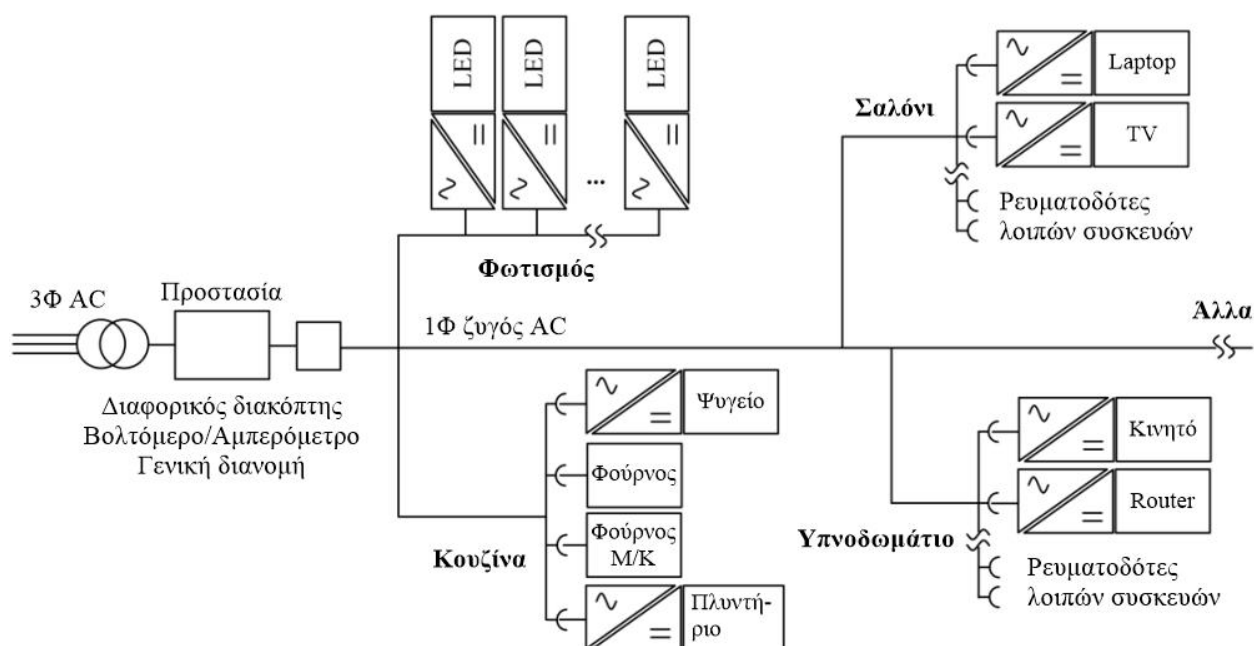 LED
LED
LED
...
Φωτισμός
3Φ AC
Προστασία
Διαφορικός διακόπτης
Βολτόμερο/Αμπερόμετρο
Γενική διανομή
1Φ ζυγός AC
Σαλόνι
Laptop
TV
Ρευματοδότες
λοιπών συσκευών
Άλλα
Κουζίνα
Ψυγείο
Φούρνος
Φούρνος
Μ/Κ
Πλυντή-
ριο
Υπνοδωμάτιο
Κινητό
Router
Ρευματοδότες
λοιπών συσκευών